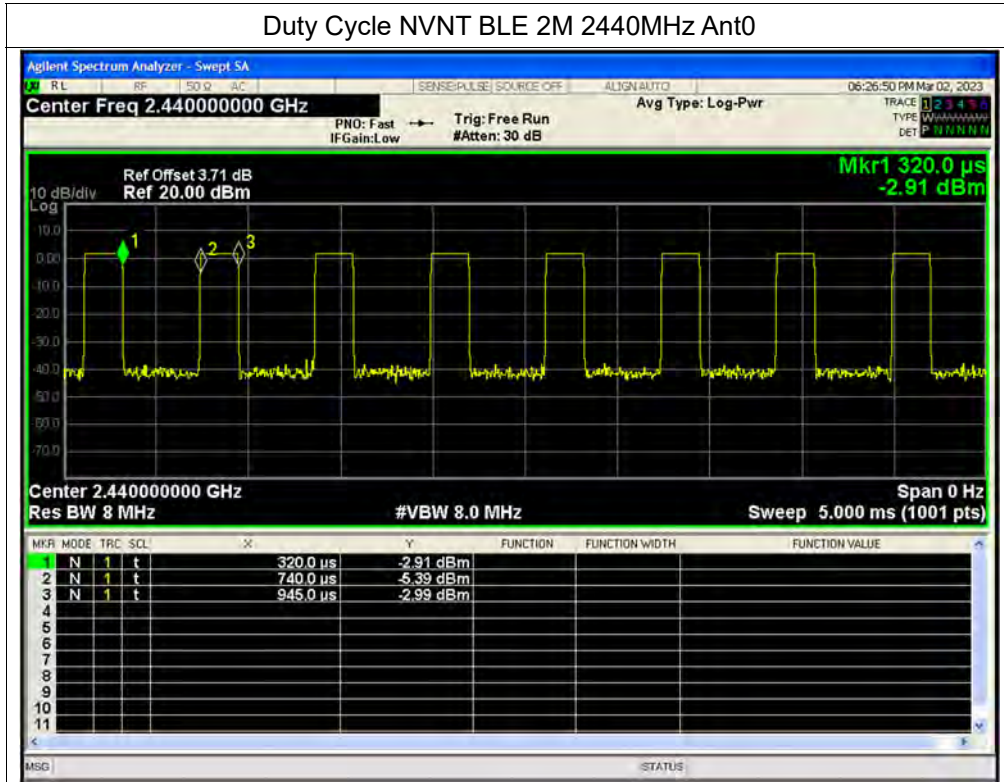 Duty Cycle NVNT BLE 2M 2440MHz Ant0
Agilent Spectrum Analyzer - Swept SA
RL RF 50 Ω AC SENSE:PULSE SOURCE OFF ALIGN AUTO 06:26:50 PM Mar 02, 2023
Center Freq 2.440000000 GHz Avg Type: Log-Pwr TRACE 1 2 3 4 5 6
PNO: Fast Trig: Free Run TYPE W
IFGain:Low #Atten: 30 dB DET P N N N N N
Mkr1 320.0 µs
Ref Offset 3.71 dB
10 dB/div Ref 20.00 dBm -2.91 dBm
Log
10.0
1 2 3
0.00
-10.0
-20.0
-30.0
-40.0
-50.0
-60.0
-70.0
Center 2.440000000 GHz Span 0 Hz
Res BW 8 MHz #VBW 8.0 MHz Sweep 5.000 ms (1001 pts)
MKR MODE TRC SCL X Y FUNCTION FUNCTION WIDTH FUNCTION VALUE
1 N 1 t 320.0 µs -2.91 dBm
2 N 1 t 740.0 µs -5.39 dBm
3 N 1 t 945.0 µs -2.99 dBm
4
5
6
7
8
9
10
11
MSG STATUS